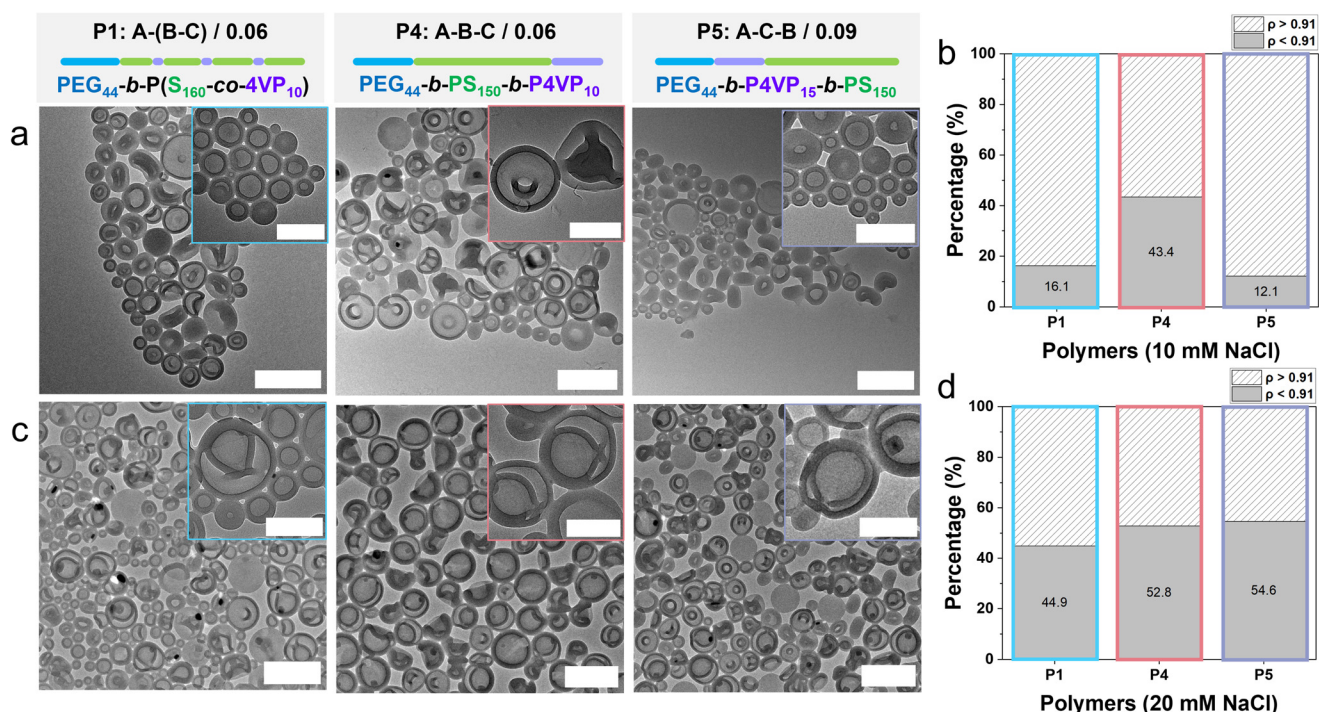 P1: A-(B-C) / 0.06
PEG44-b-P(S160-co-4VP10)
P4: A-B-C / 0.06
PEG44-b-PS150-b-P4VP10
P5: A-C-B / 0.09
PEG44-b-P4VP15-b-PS150
a
b
ρ > 0.91
ρ < 0.91
Percentage (%)
100
80
60
40
20
0
16.1
43.4
12.1
P1
P4
P5
Polymers (10 mM NaCl)
c
d
ρ > 0.91
ρ < 0.91
Percentage (%)
100
80
60
40
20
0
44.9
52.8
54.6
P1
P4
P5
Polymers (20 mM NaCl)